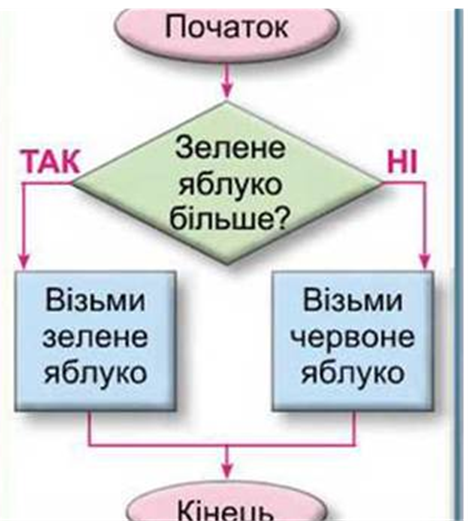 Початок
Зелене
яблуко
більше?
ТАК
НІ
Візьми
зелене
яблуко
Візьми
червоне
яблуко
Кінець